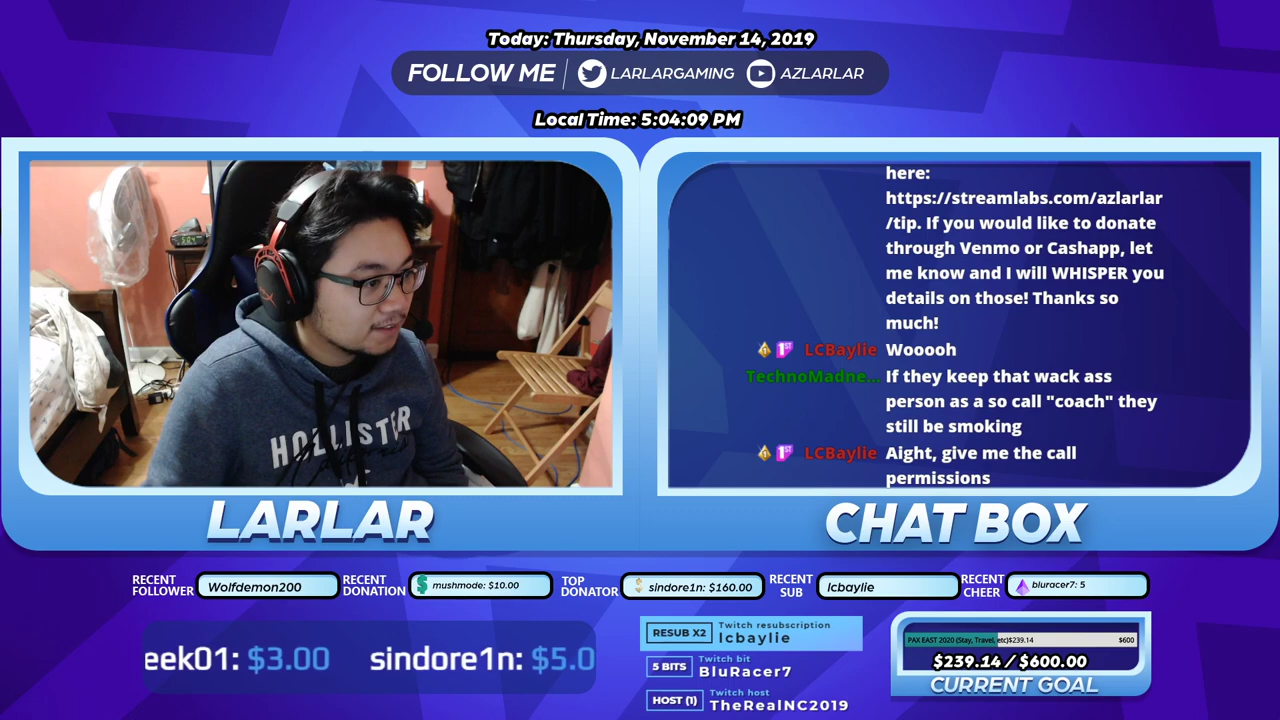 Today: Thursday, November 14, 2019
FOLLOW ME LARLARGAMING AZLARLAR
Local Time: 5:04:09 PM
here:
https://streamlabs.com/azlarlar
/tip. If you would like to donate
through Venmo or Cashapp, let
me know and I will WHISPER you
details on those! Thanks so
much!
1ST LCBaylie Wooooh
TechnoMadne... If they keep that wack ass
person as a so call "coach" they
still be smoking
1ST LCBaylie Aight, give me the call
permissions
HOLLISTER
LARLAR
CHAT BOX
RECENT FOLLOWER Wolfdemon200
RECENT DONATION mushmode: $10.00
TOP DONATOR sindore1n: $160.00
RECENT SUB lcbaylie
RECENT CHEER bluracer7: 5
eek01: $3.00 sindore1n: $5.0
RESUB X2 Twitch resubscription
lcbaylie
5 BITS Twitch bit
BluRacer7
HOST (1) Twitch host
TheRealNC2019
PAX EAST 2020 (Stay, Travel, etc)$239.14 $600
$239.14 / $600.00
CURRENT GOAL